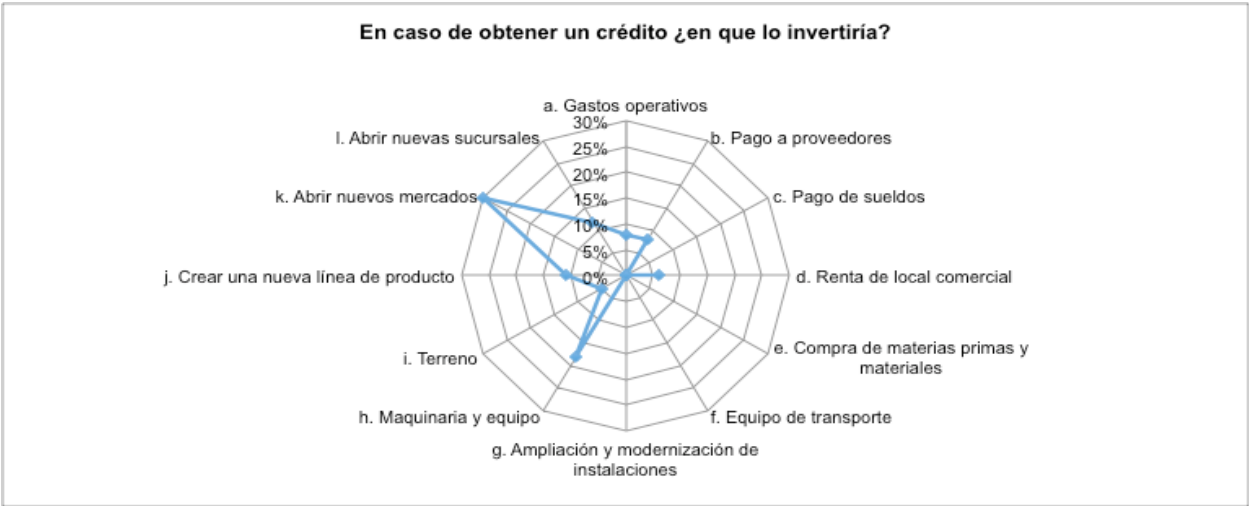 En caso de obtener un crédito ¿en que lo invertiría?
a. Gastos operativos
30%
l. Abrir nuevas sucursales
b. Pago a proveedores
25%
20%
k. Abrir nuevos mercados
15%
c. Pago de sueldos
10%
5%
j. Crear una nueva línea de producto
0%
d. Renta de local comercial
i. Terreno
e. Compra de materias primas y
materiales
h. Maquinaria y equipo
f. Equipo de transporte
g. Ampliación y modernización de
instalaciones